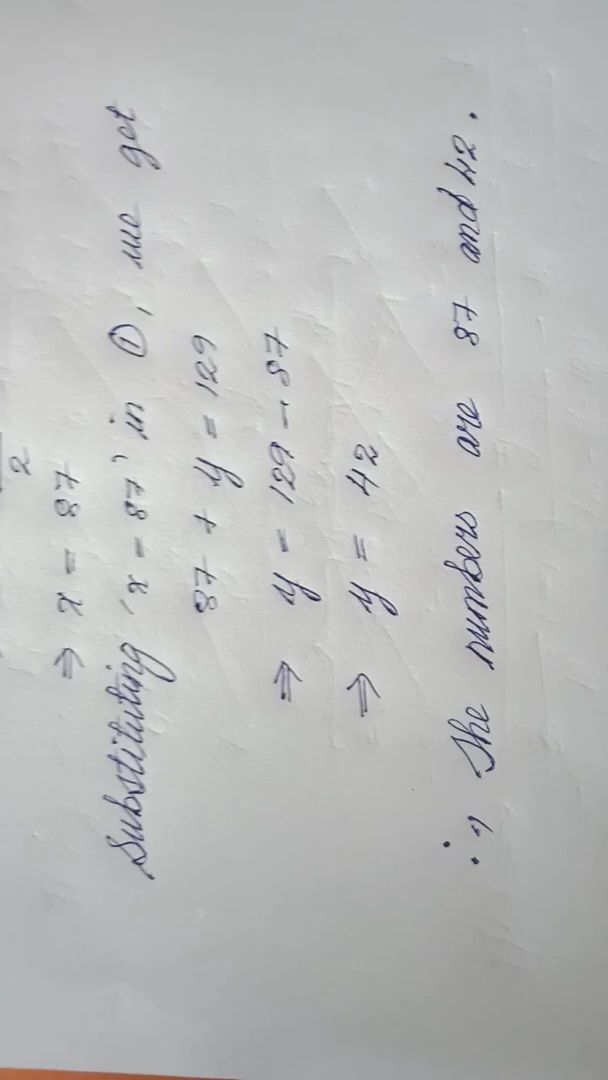 2
⇒ x = 87
Substituting 'x = 87' in ①, we get
87 + y = 129
⇒ y = 129 - 87
⇒ y = 42
∴, The numbers are 87 and 42.